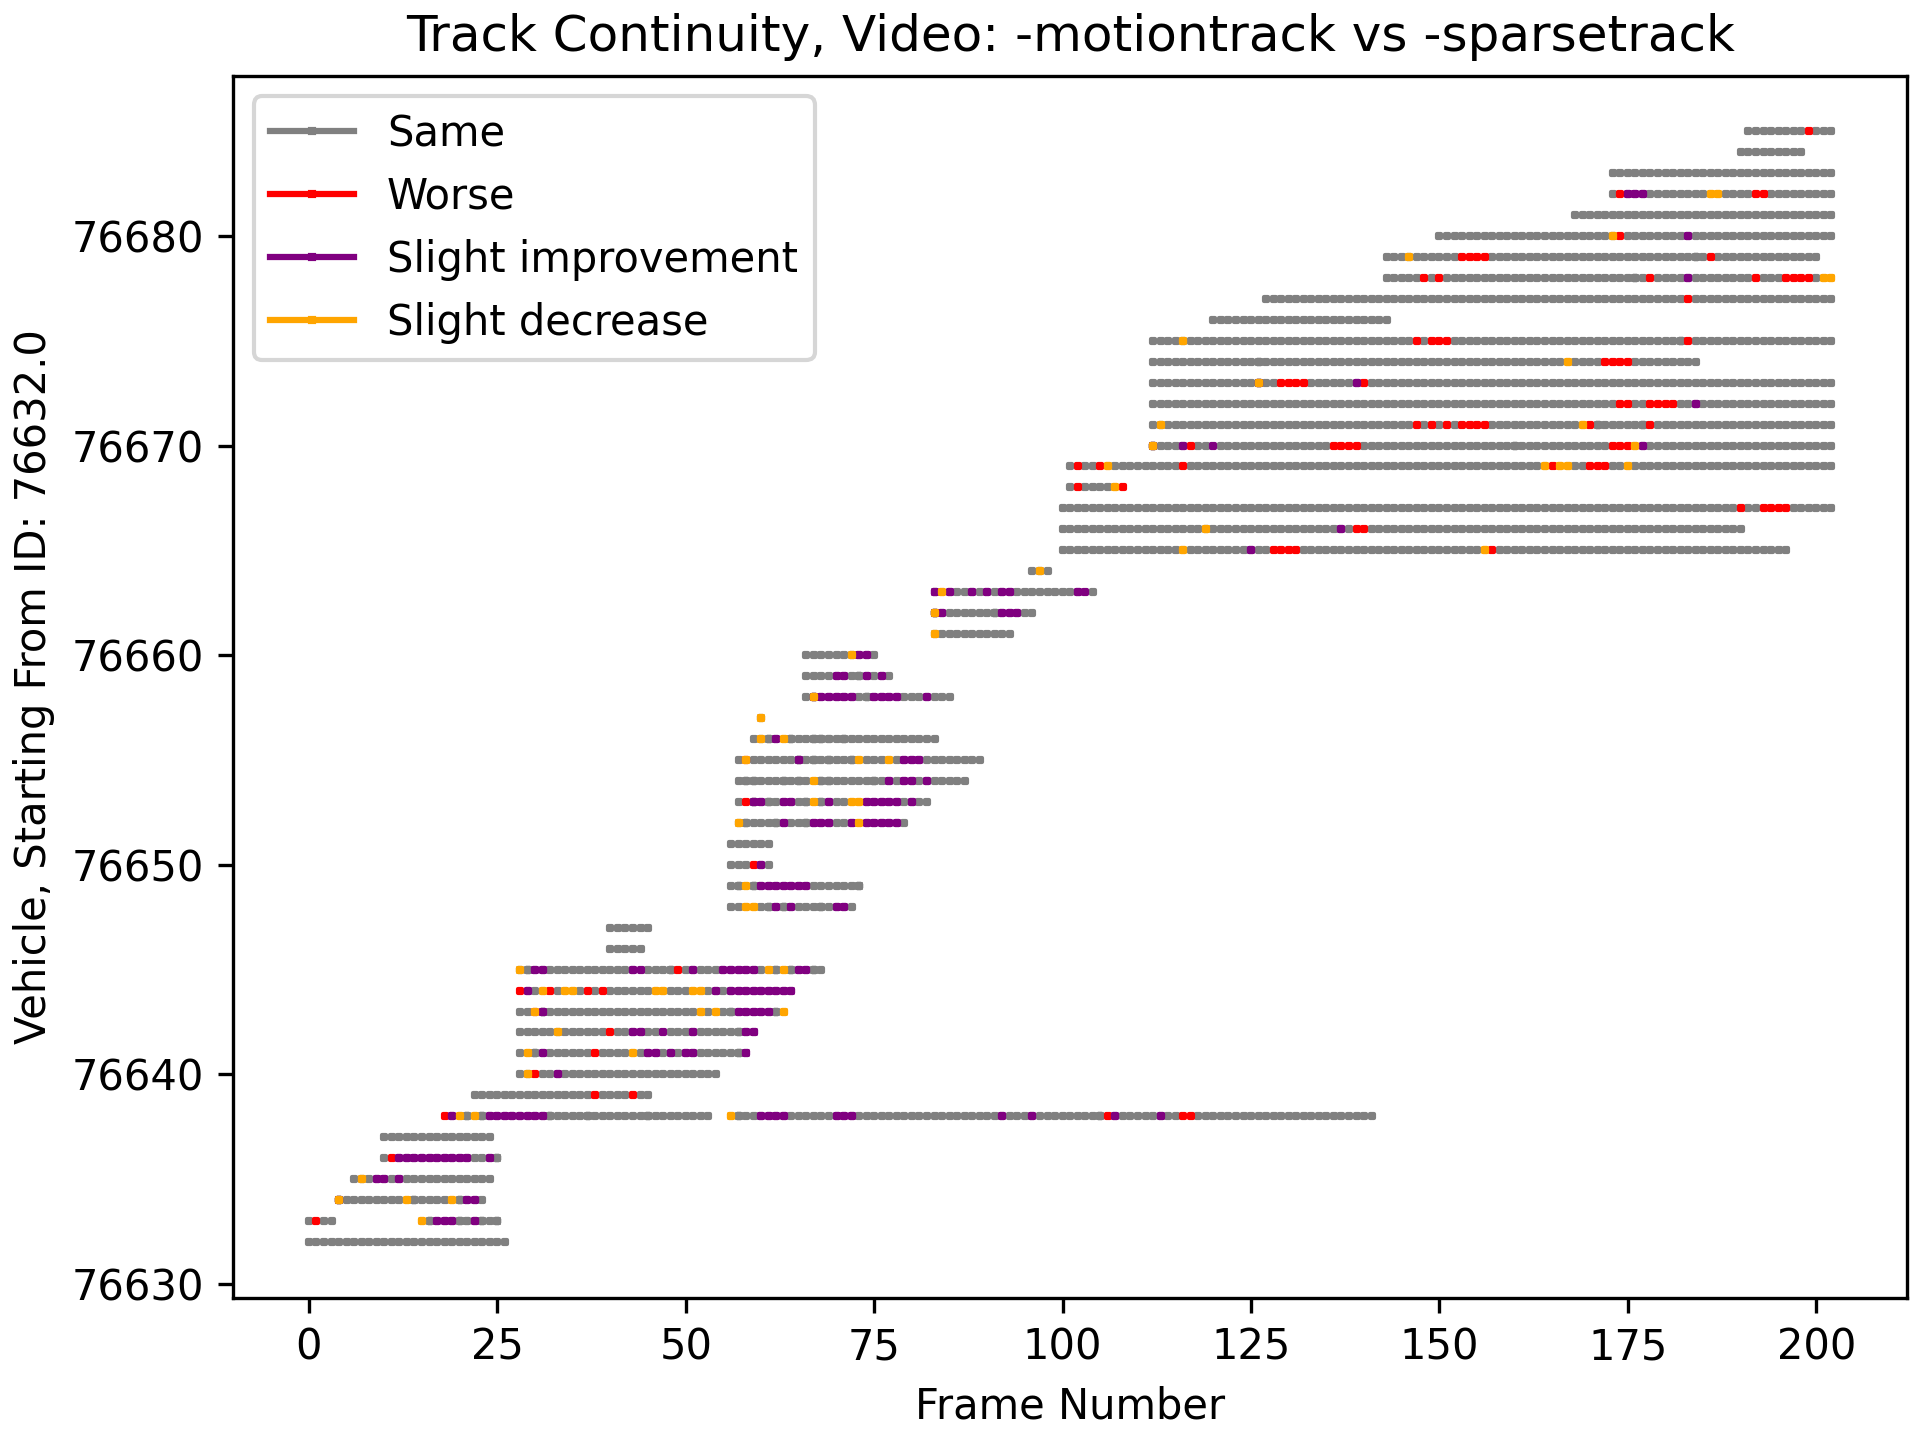 Track Continuity, Video: -motiontrack vs -sparsetrack
Same
Worse
Slight improvement
Slight decrease
76680
76670
76660
76650
76640
76630
Vehicle, Starting From ID: 76632.0
0 25 50 75 100 125 150 175 200
Frame Number